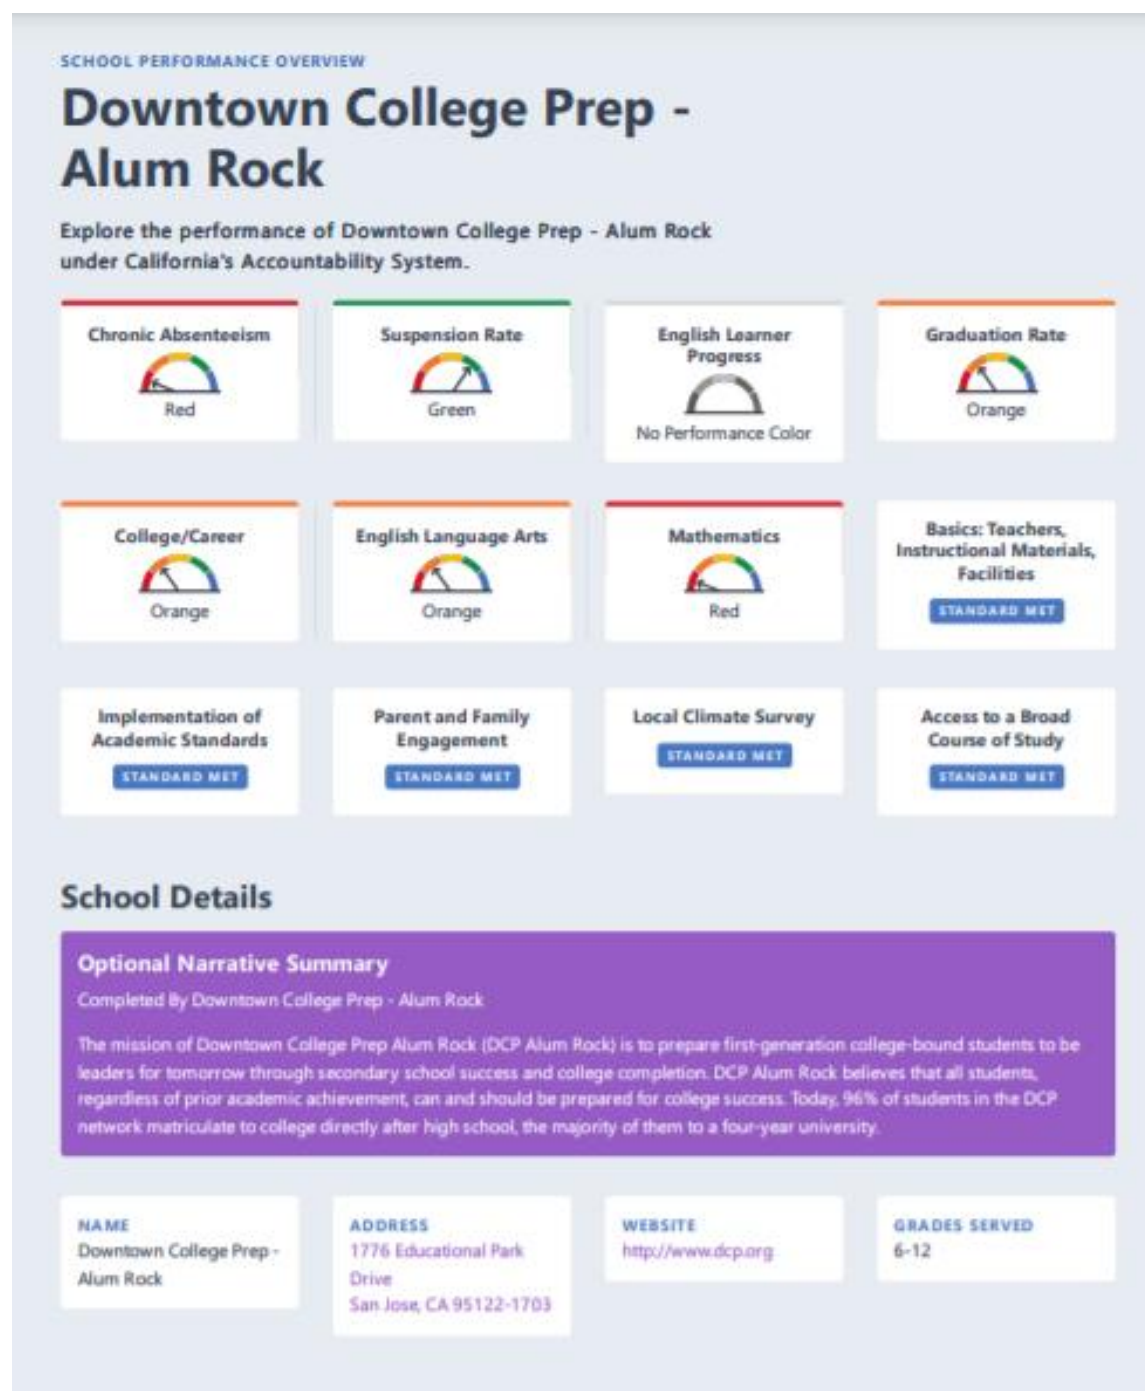 SCHOOL PERFORMANCE OVERVIEW
Downtown College Prep -
Alum Rock
Explore the performance of Downtown College Prep - Alum Rock
under California's Accountability System.
Chronic Absenteeism
Red
Suspension Rate
Green
English Learner
Progress
No Performance Color
Graduation Rate
Orange
College/Career
Orange
English Language Arts
Orange
Mathematics
Red
Basics: Teachers,
Instructional Materials,
Facilities
STANDARD MET
Implementation of
Academic Standards
STANDARD MET
Parent and Family
Engagement
STANDARD MET
Local Climate Survey
STANDARD MET
Access to a Broad
Course of Study
STANDARD MET
School Details
Optional Narrative Summary
Completed By Downtown College Prep - Alum Rock
The mission of Downtown College Prep Alum Rock (DCP Alum Rock) is to prepare first-generation college-bound students to be
leaders for tomorrow through secondary school success and college completion. DCP Alum Rock believes that all students,
regardless of prior academic achievement, can and should be prepared for college success. Today, 96% of students in the DCP
network matriculate to college directly after high school, the majority of them to a four-year university.
NAME
Downtown College Prep -
Alum Rock
ADDRESS
1776 Educational Park
Drive
San Jose, CA 95122-1703
WEBSITE
http://www.dcp.org
GRADES SERVED
6-12